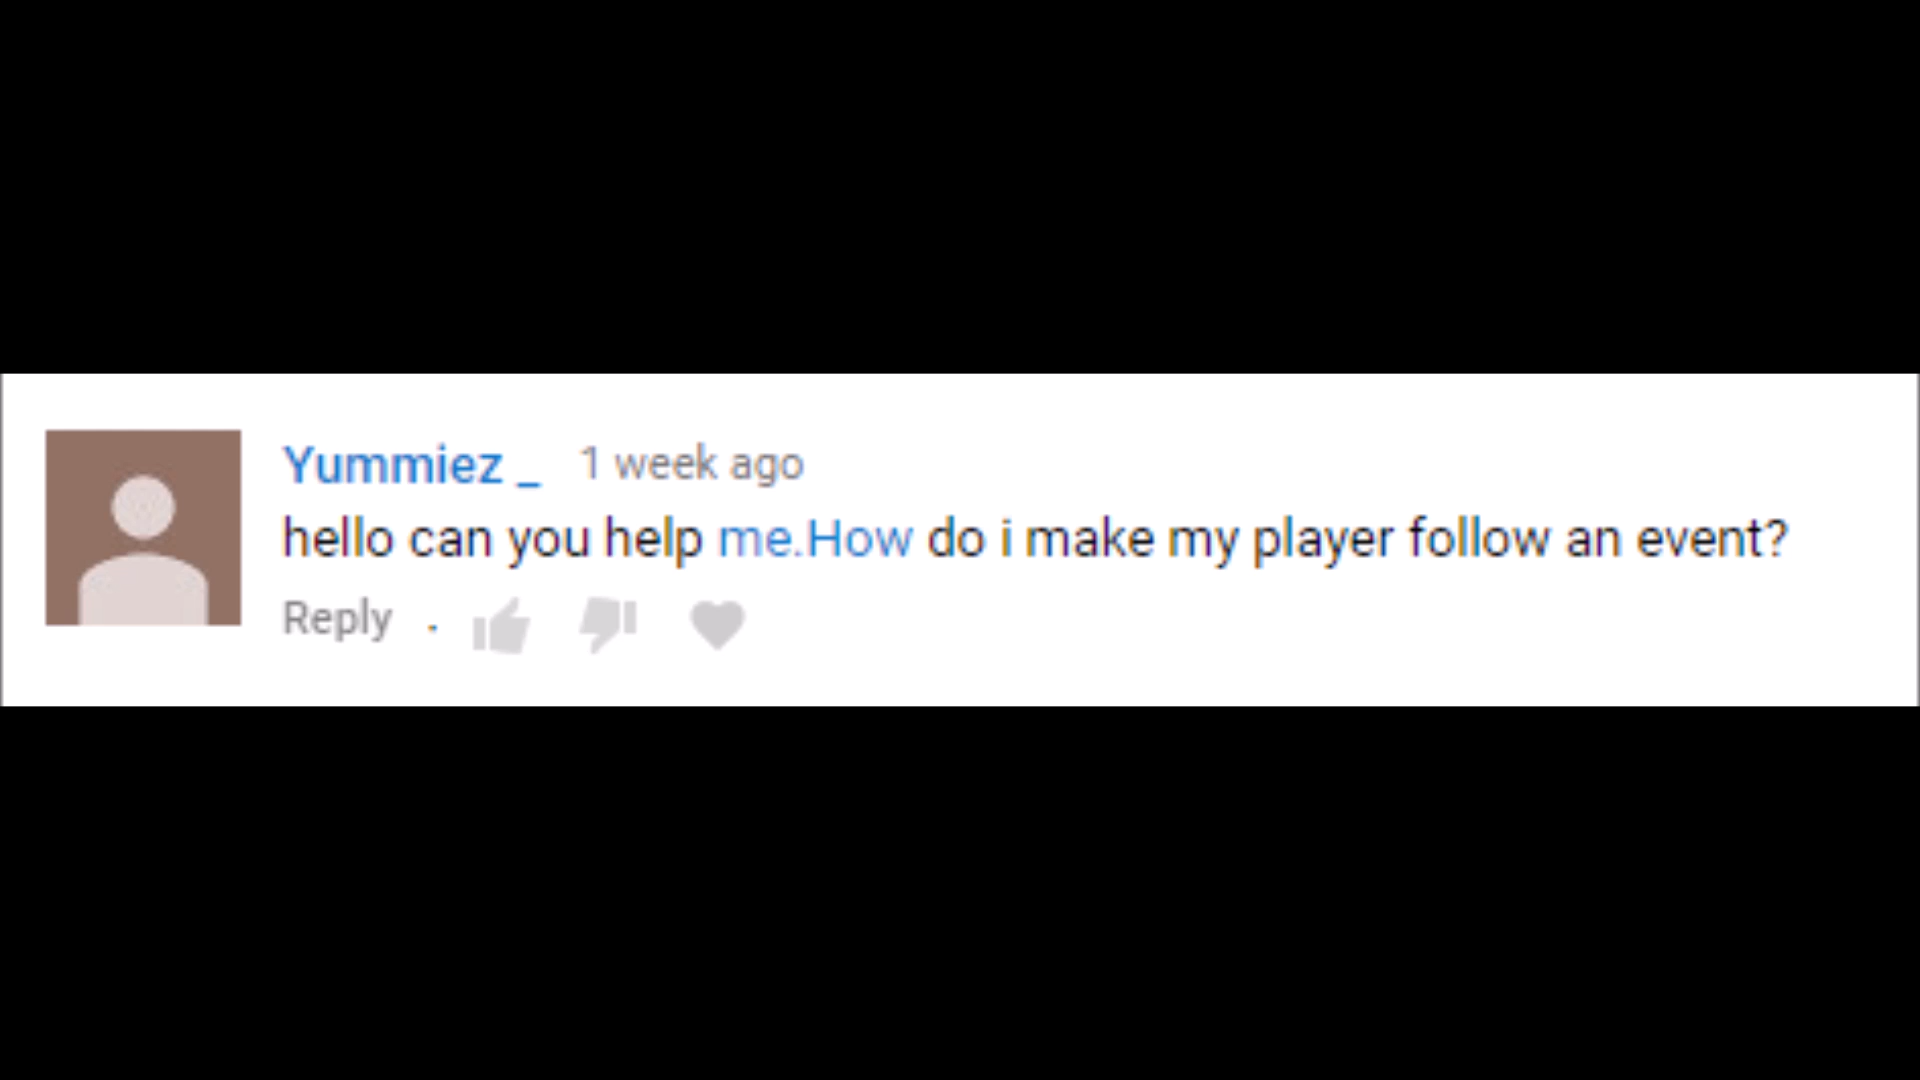 Yummiez _ 1 week ago
hello can you help me.How do i make my player follow an event?
Reply .